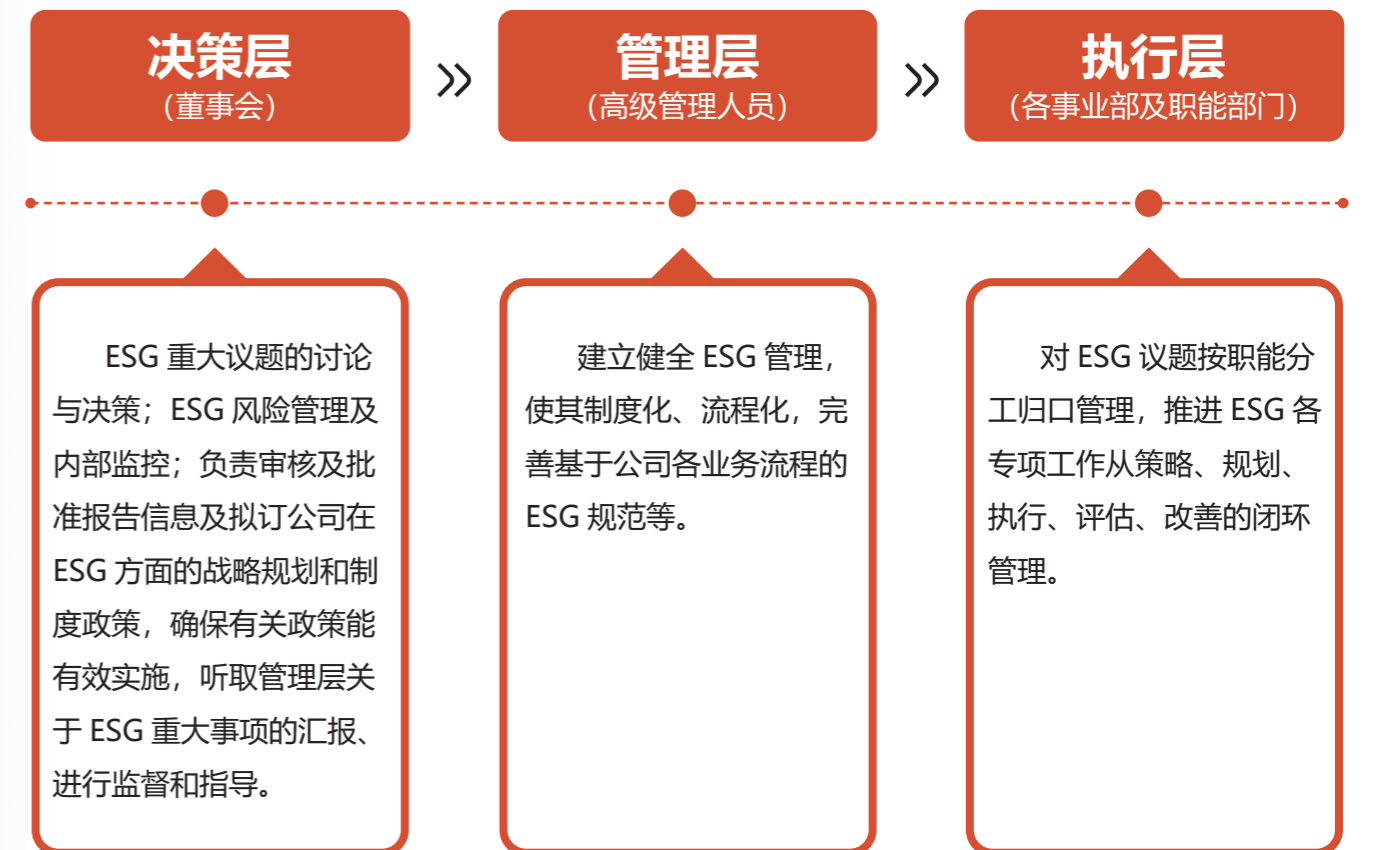 决策层
（董事会）
管理层
（高级管理人员）
执行层
（各事业部及职能部门）
ESG 重大议题的讨论
与决策；ESG 风险管理及
内部监控；负责审核及批
准报告信息及拟订公司在
ESG 方面的战略规划和制
度政策，确保有关政策能
有效实施，听取管理层关
于 ESG 重大事项的汇报、
进行监督和指导。
建立健全 ESG 管理，
使其制度化、流程化，完
善基于公司各业务流程的
ESG 规范等。
对 ESG 议题按职能分
工归口管理，推进 ESG 各
专项工作从策略、规划、
执行、评估、改善的闭环
管理。